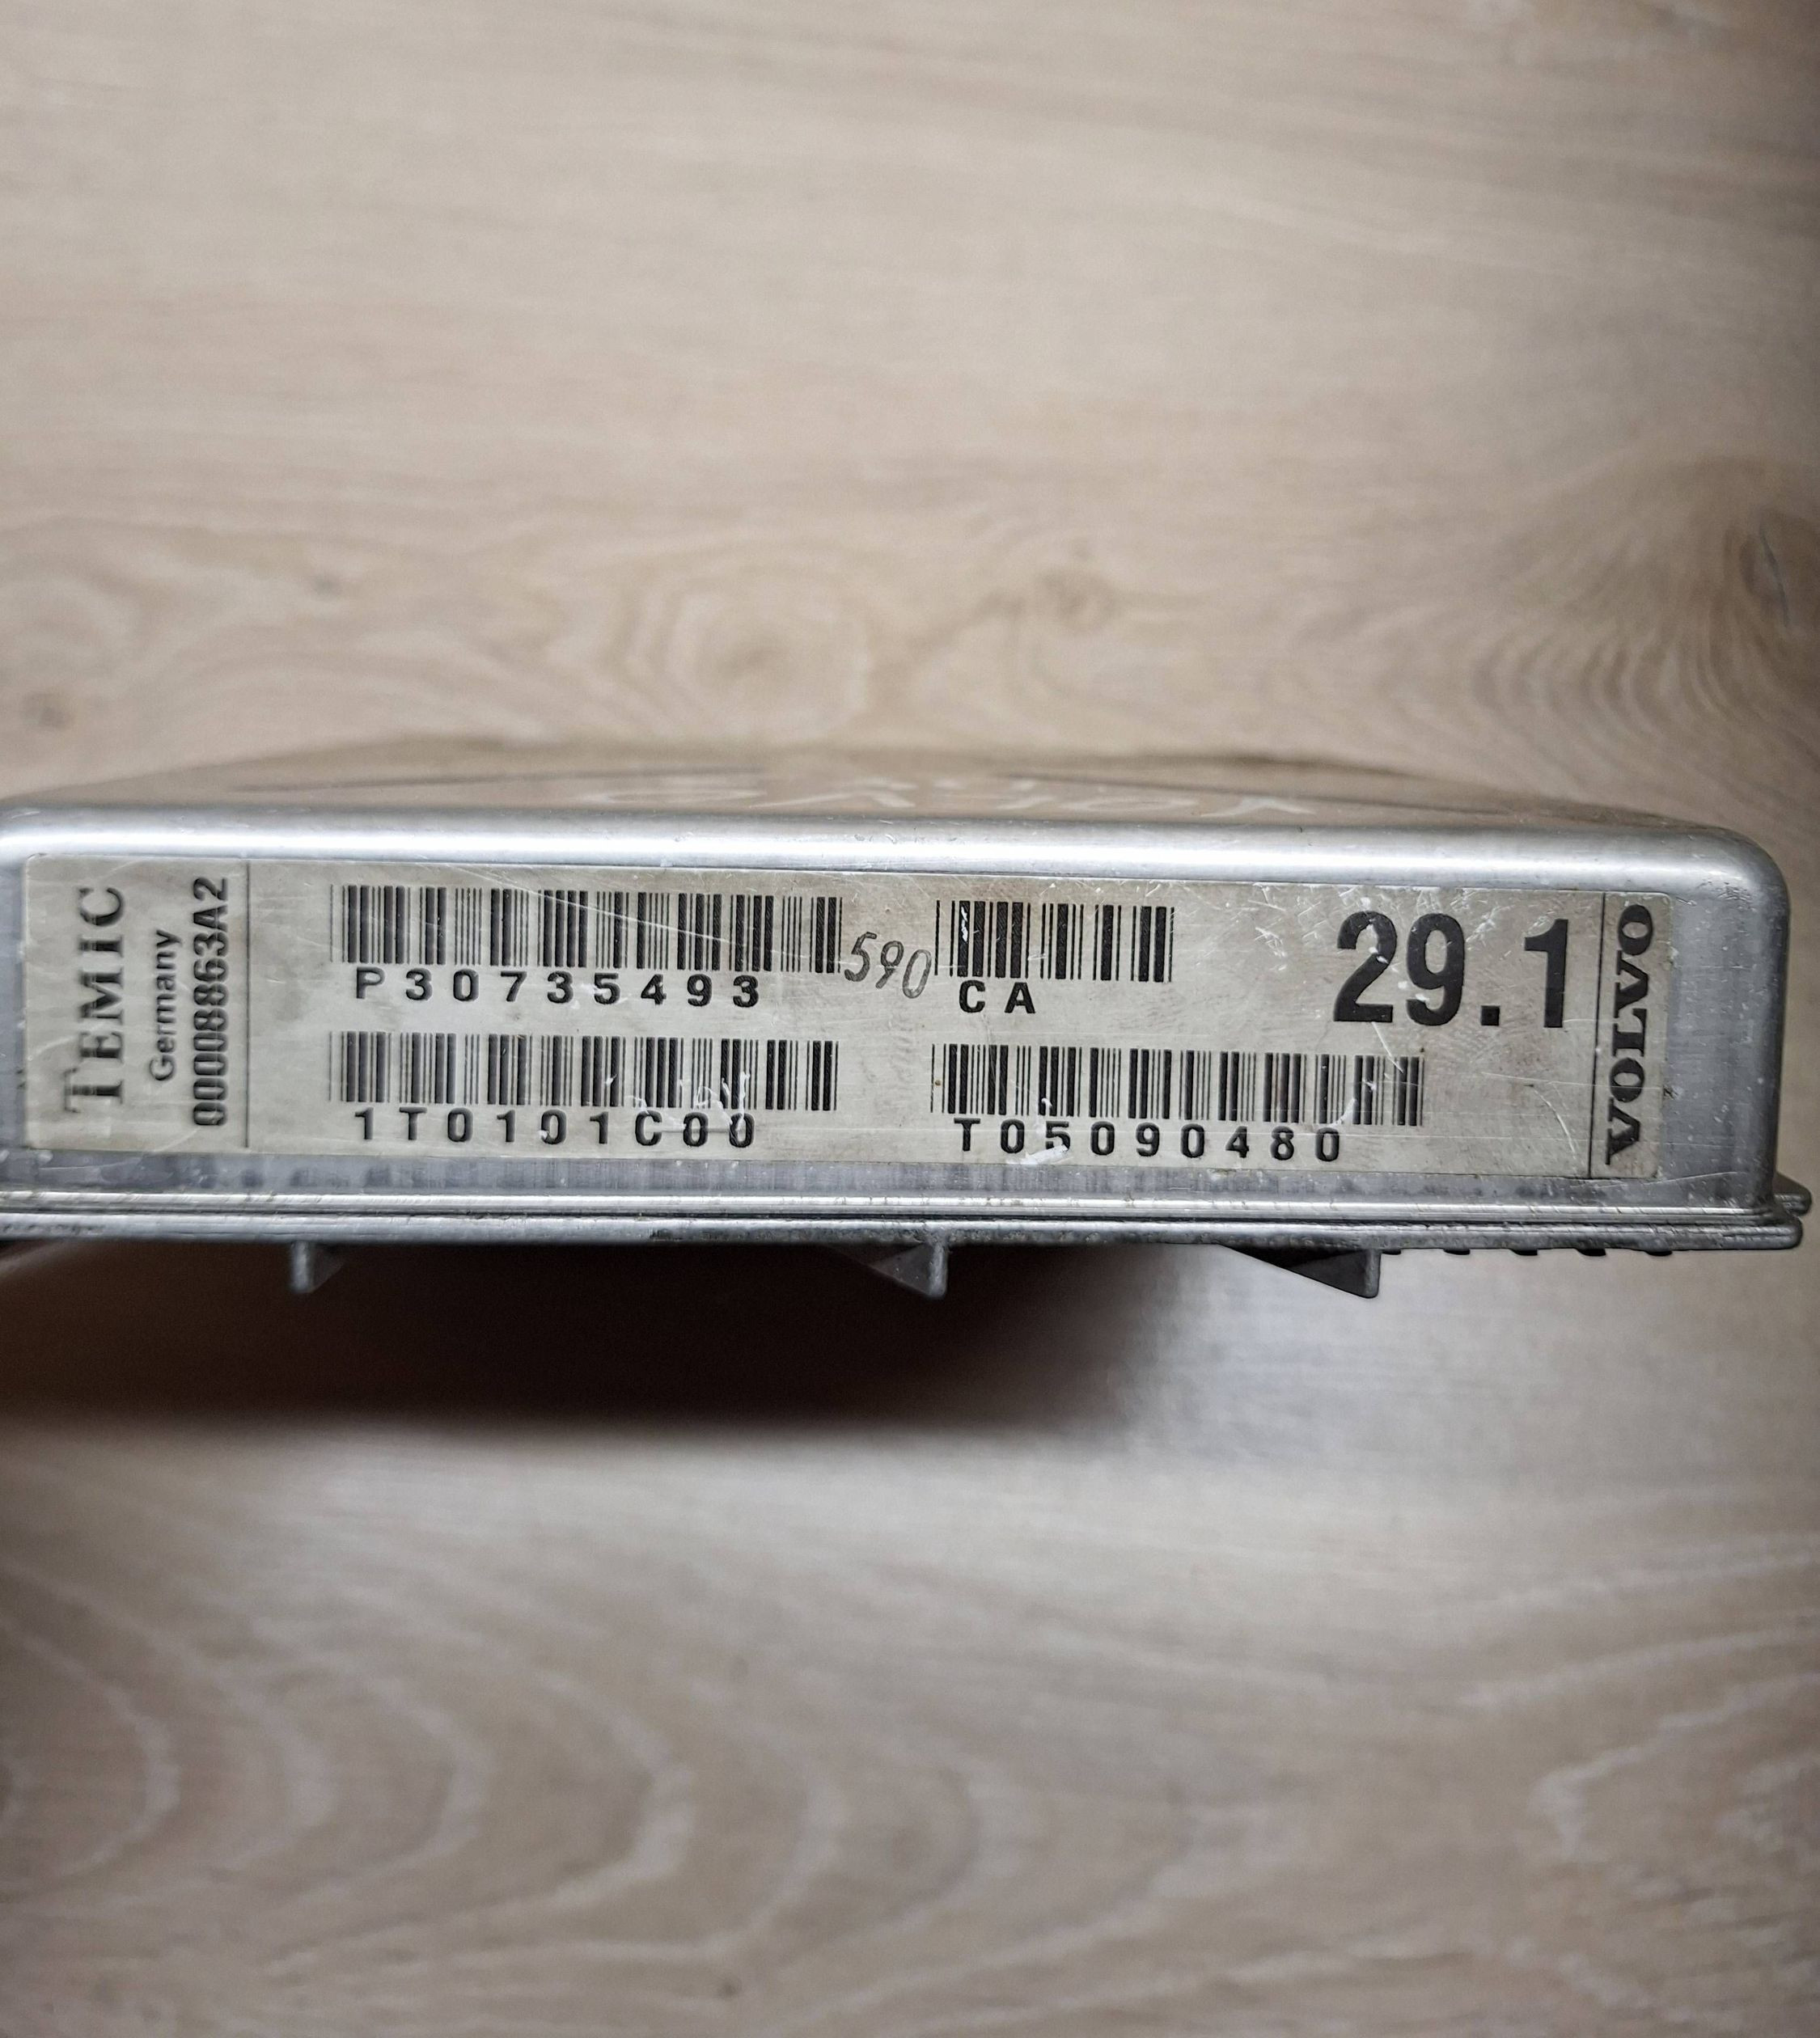 TEMIC
Germany
00008863A2
P30735493
590
CA
29.1
1T0101C00
T05090480
VOLVO